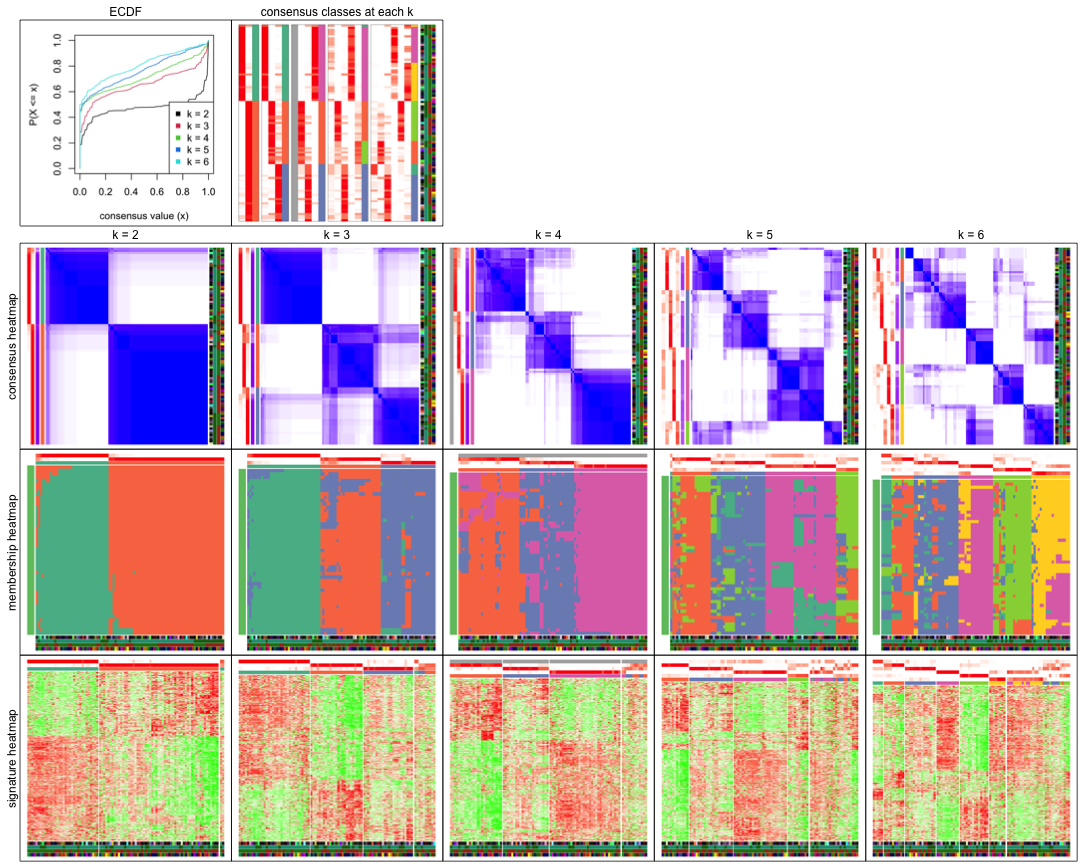 ECDF
consensus classes at each k
P(X <= x)
1.0
0.8
0.6
0.4
0.2
0.0
k = 2
k = 3
k = 4
k = 5
k = 6
0.0 0.2 0.4 0.6 0.8 1.0
consensus value (x)
k = 2 k = 3 k = 4 k = 5 k = 6
consensus heatmap
membership heatmap
signature heatmap